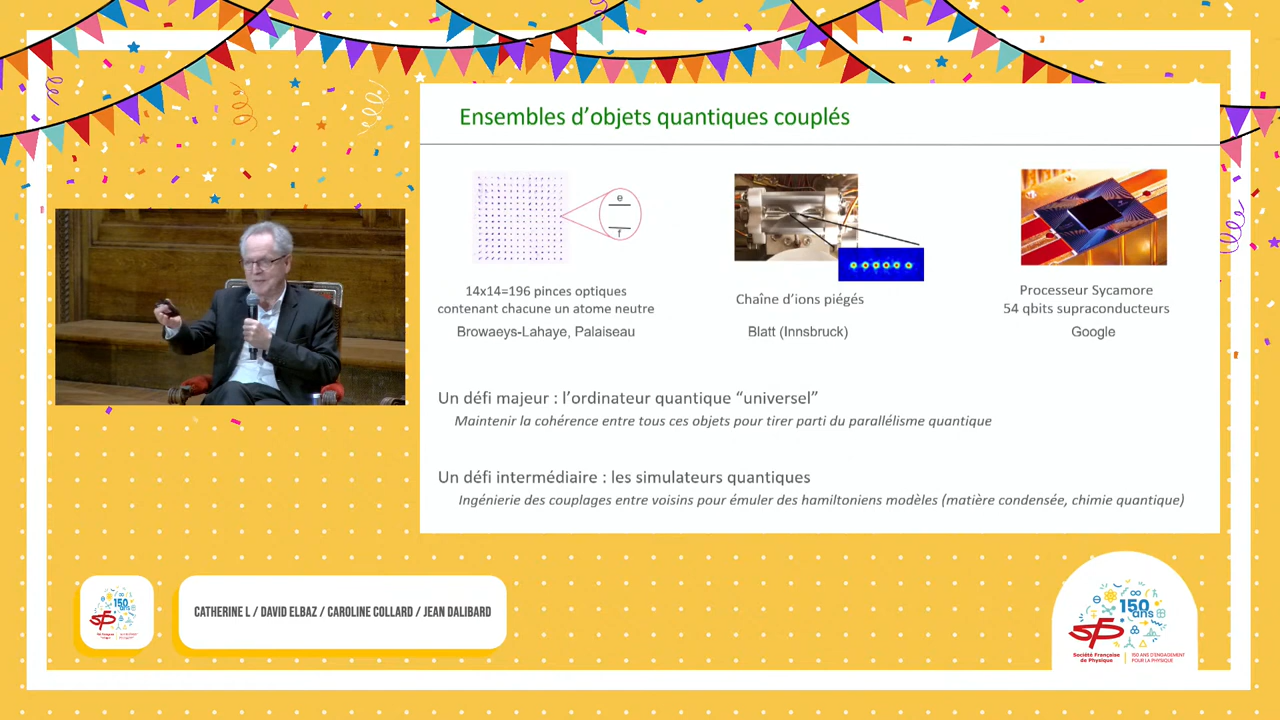 Ensembles d’objets quantiques couplés
e
f
14x14=196 pinces optiques
contenant chacune un atome neutre
Browaeys-Lahaye, Palaiseau
Chaîne d’ions piégés
Blatt (Innsbruck)
Processeur Sycamore
54 qbits supraconducteurs
Google
Un défi majeur : l’ordinateur quantique “universel”
Maintenir la cohérence entre tous ces objets pour tirer parti du parallélisme quantique
Un défi intermédiaire : les simulateurs quantiques
Ingénierie des couplages entre voisins pour émuler des hamiltoniens modèles (matière condensée, chimie quantique)
150
ans
sfp
CATHERINE L / DAVID ELBAZ / CAROLINE COLLARD / JEAN DALIBARD
150
ans
sfp
Société Française
de Physique
150 ANS D'ENGAGEMENT
POUR LA PHYSIQUE